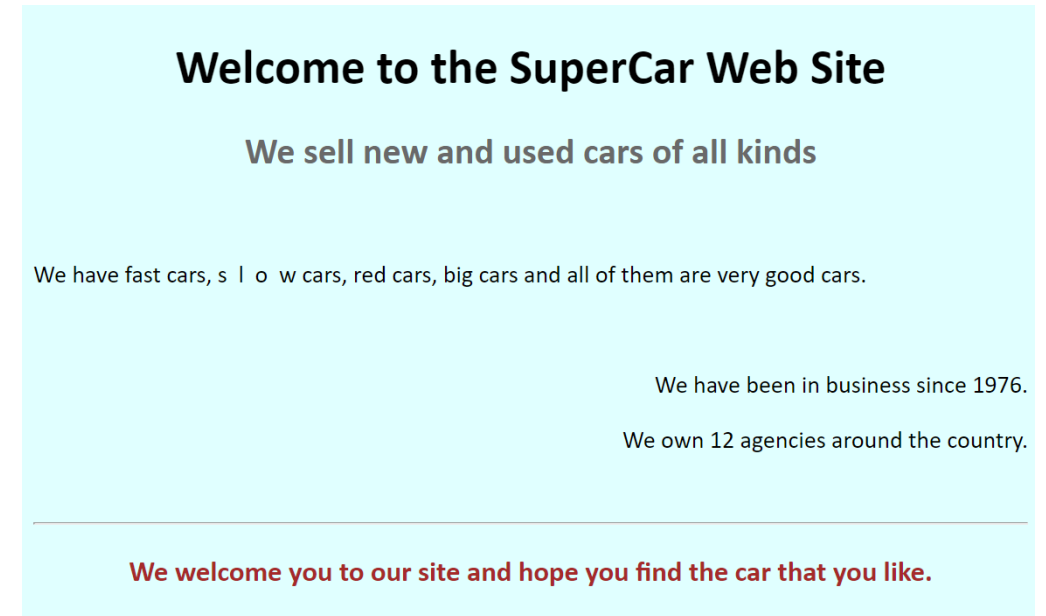 Welcome to the SuperCar Web Site
We sell new and used cars of all kinds
We have fast cars, s l o w cars, red cars, big cars and all of them are very good cars.
We have been in business since 1976.
We own 12 agencies around the country.
We welcome you to our site and hope you find the car that you like.